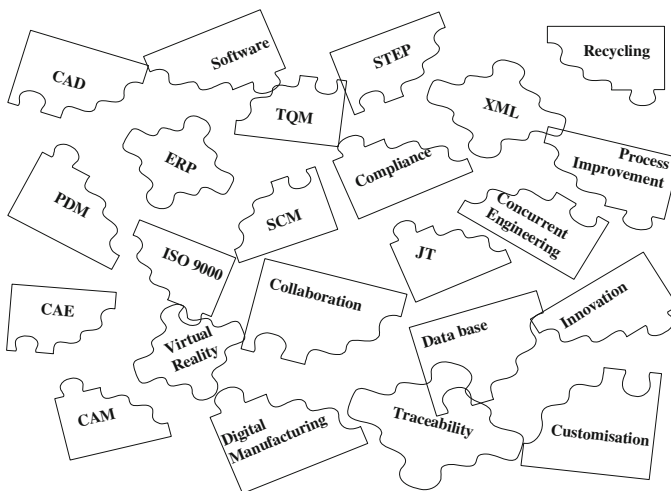 CAD
Software
STEP
Recycling
TQM
XML
ERP
Compliance
Process
Improvement
PDM
SCM
Concurrent
Engineering
ISO 9000
JT
CAE
Collaboration
Innovation
Virtual
Reality
Data base
CAM
Digital
Manufacturing
Traceability
Customisation